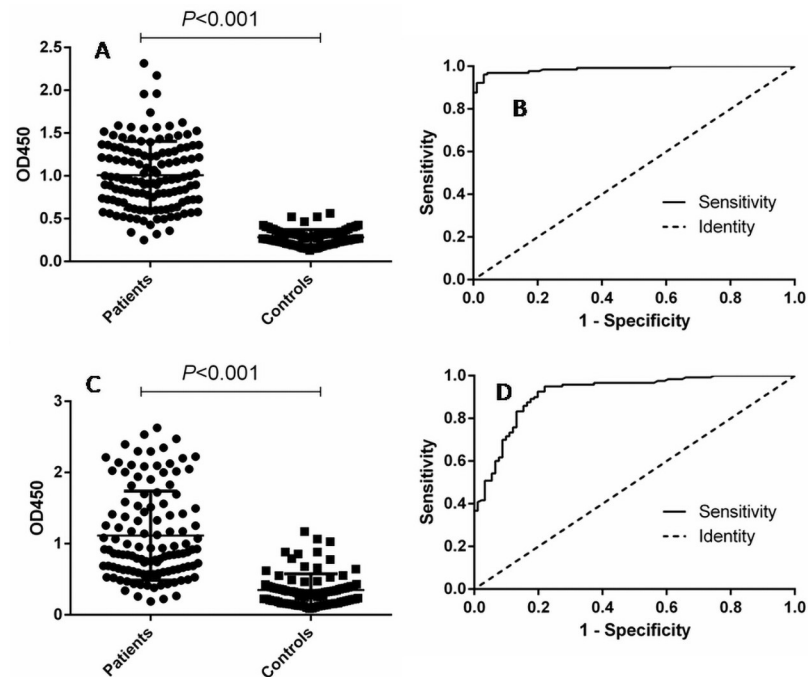 A
P<0.001
OD450
2.5
2.0
1.5
1.0
0.5
0.0
Patients
Controls
B
Sensitivity
1.0
0.8
0.6
0.4
0.2
0.0
Sensitivity
Identity
0.0 0.2 0.4 0.6 0.8 1.0
1 - Specificity
C
P<0.001
OD450
3
2
1
0
Patients
Controls
D
Sensitivity
1.0
0.8
0.6
0.4
0.2
0.0
Sensitivity
Identity
0.0 0.2 0.4 0.6 0.8 1.0
1 - Specificity